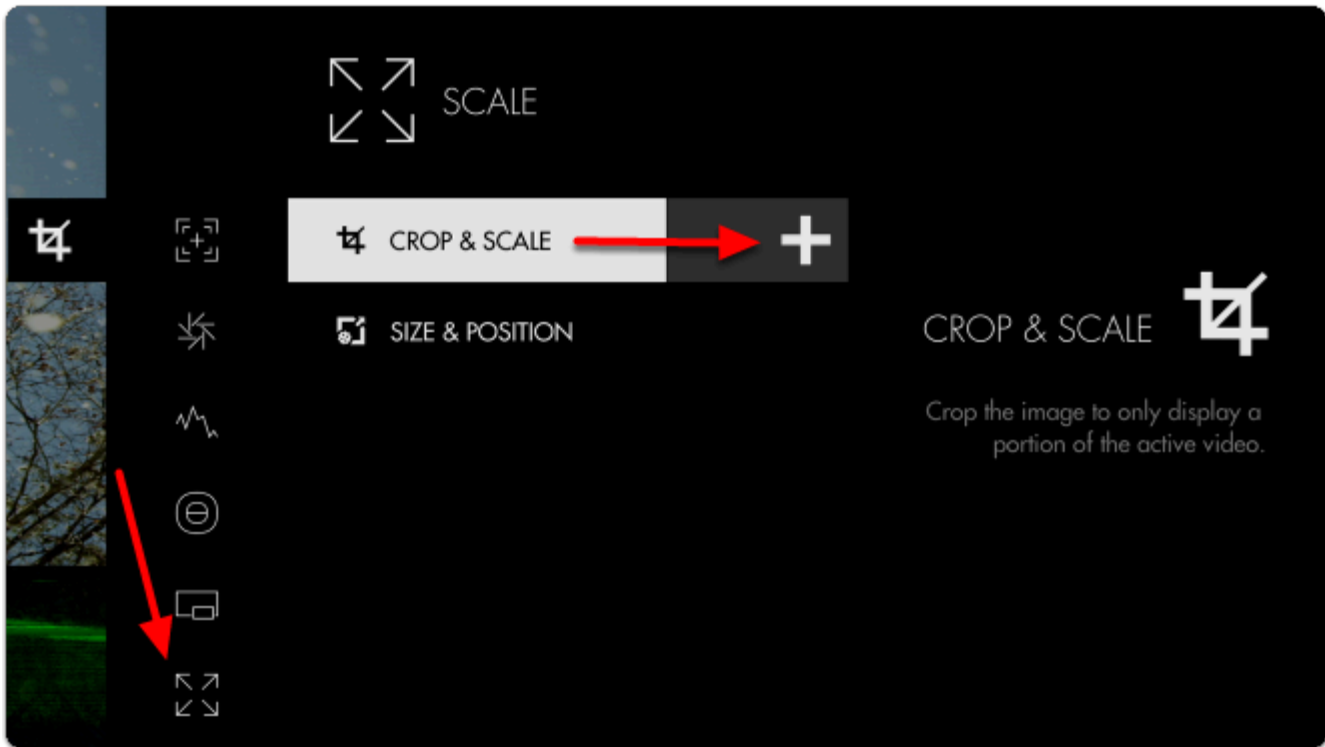 SCALE
CROP & SCALE
SIZE & POSITION
CROP & SCALE
Crop the image to only display a
portion of the active video.